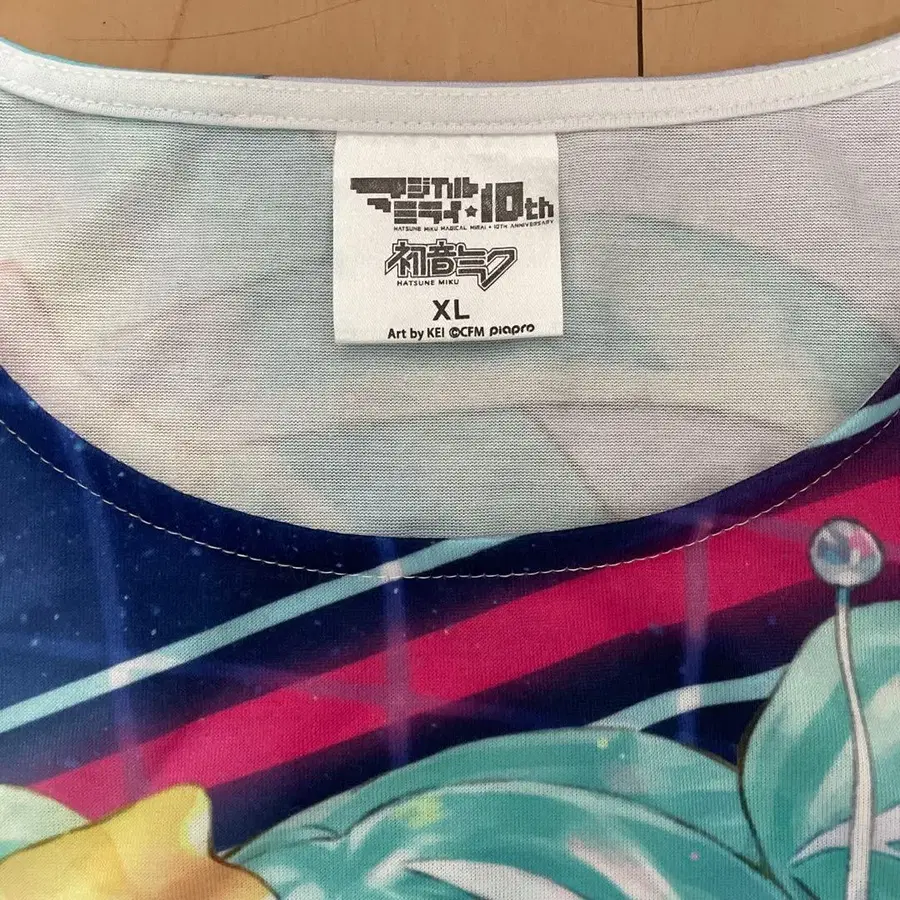 マジカル
ミライ★10th
HATSUNE MIKU MAGICAL MIRAI ★ 10TH ANNIVERSARY
初音ミク
HATSUNE MIKU
XL
Art by KEI ©CFM piapro